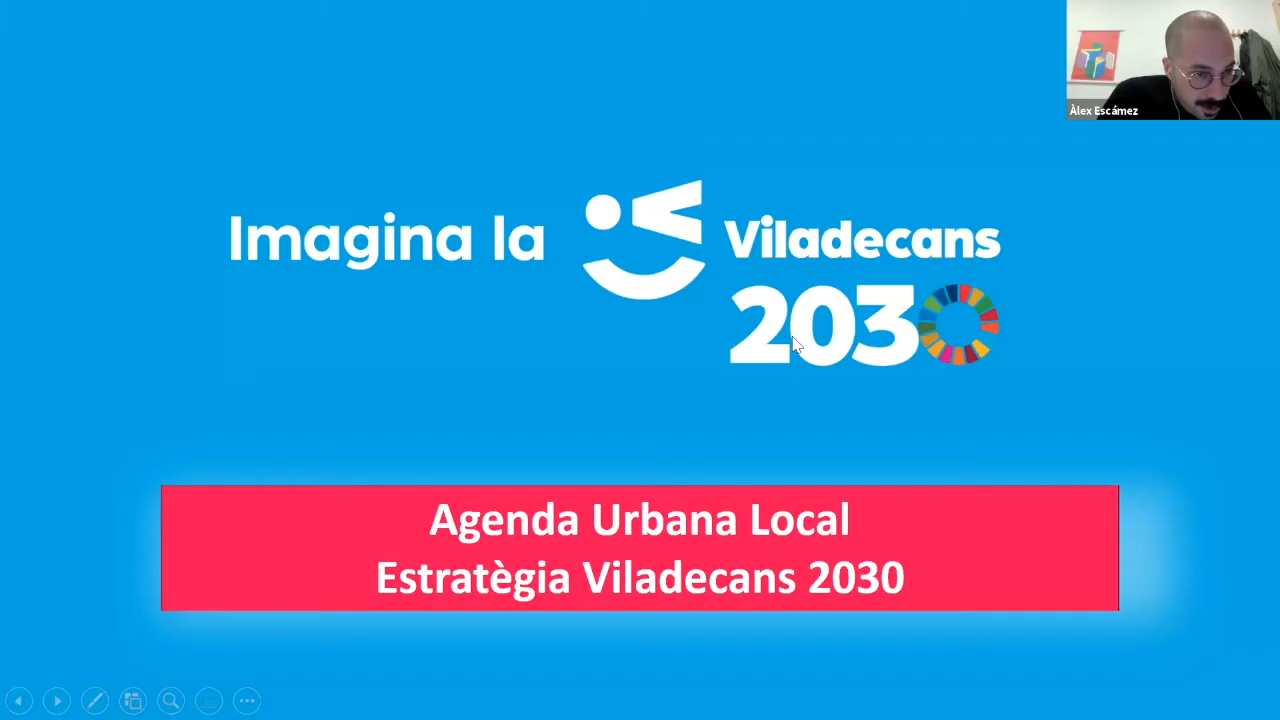 Àlex Escámez
Imagina la
Viladecans
2030
Agenda Urbana Local
Estratègia Viladecans 2030